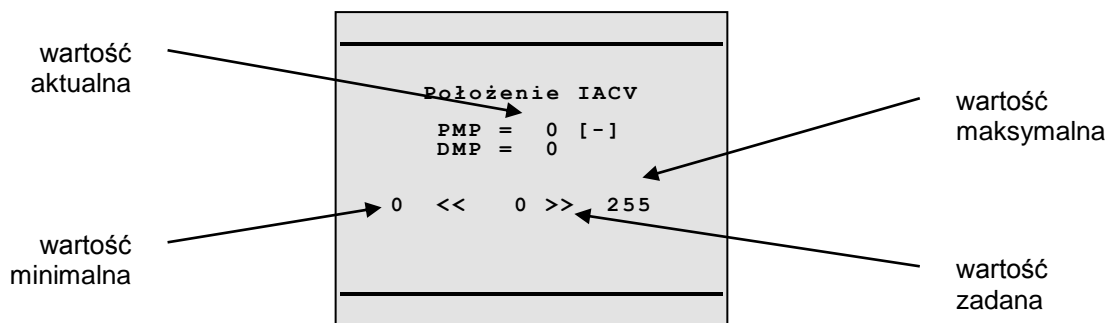 wartość
aktualna
Położenie IACV
PMP = 0 [-]
DMP = 0
0 << 0 >> 255
wartość
maksymalna
wartość
minimalna
wartość
zadana